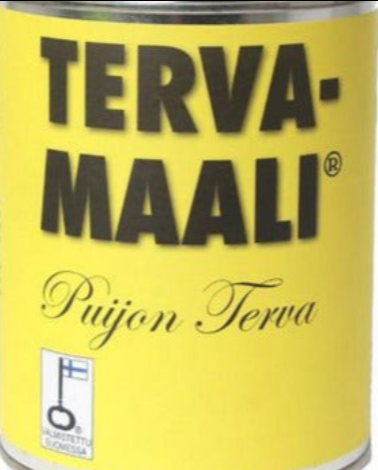 TERVA-
MAALI®
Puijon Terva
®
VALMISTETTU
SUOMESSA